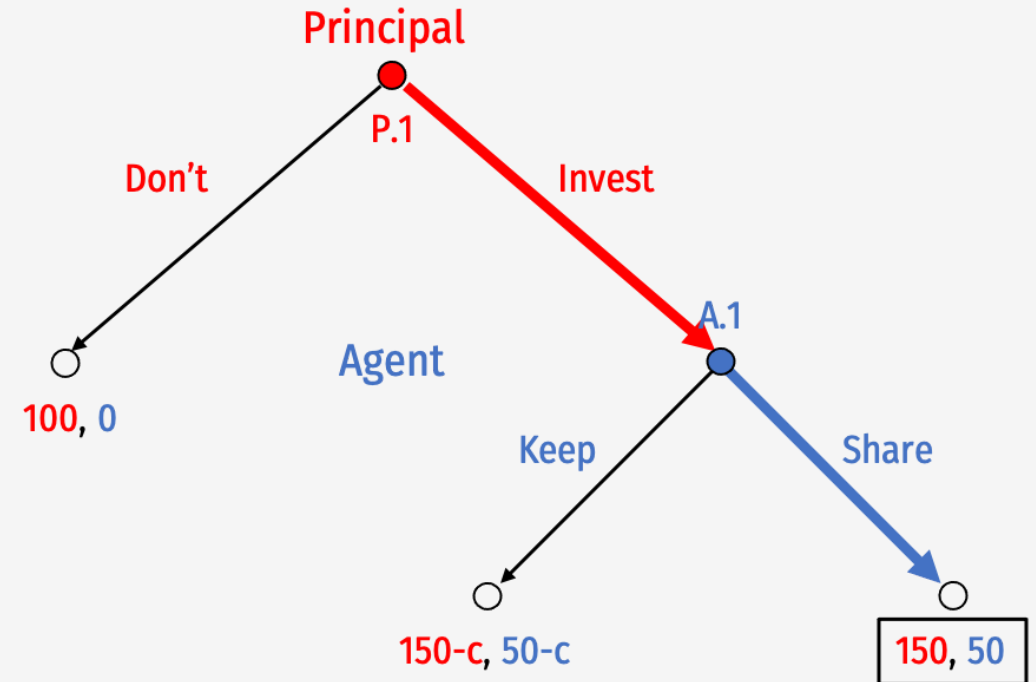 Principal
P.1
Don’t
Invest
A.1
Agent
100, 0
Keep
Share
150-c, 50-c
150, 50